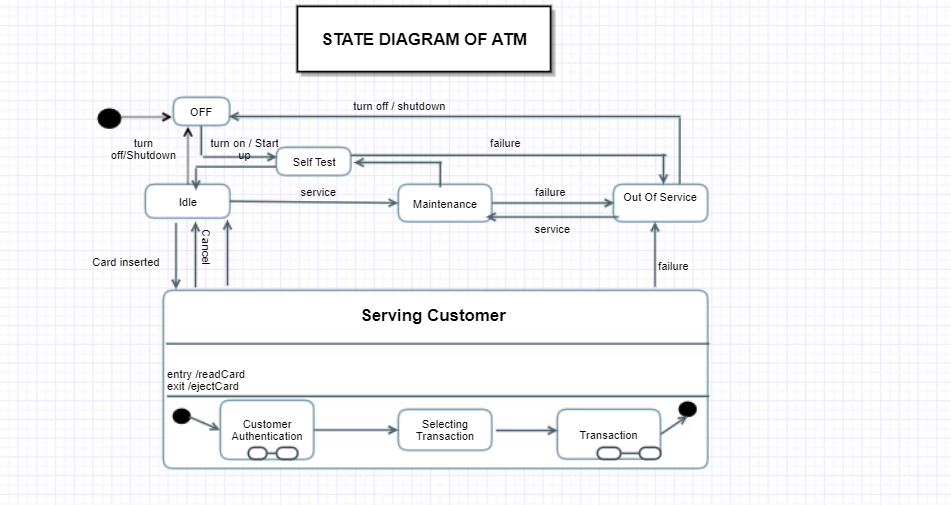 STATE DIAGRAM OF ATM
turn off / shutdown
OFF
turn
off/Shutdown
turn on / Start
up
failure
Self Test
Idle
service
Maintenance
failure
Out Of Service
service
Card inserted
Cancel
failure
Serving Customer
entry /readCard
exit /ejectCard
Customer
Authentication
Selecting
Transaction
Transaction